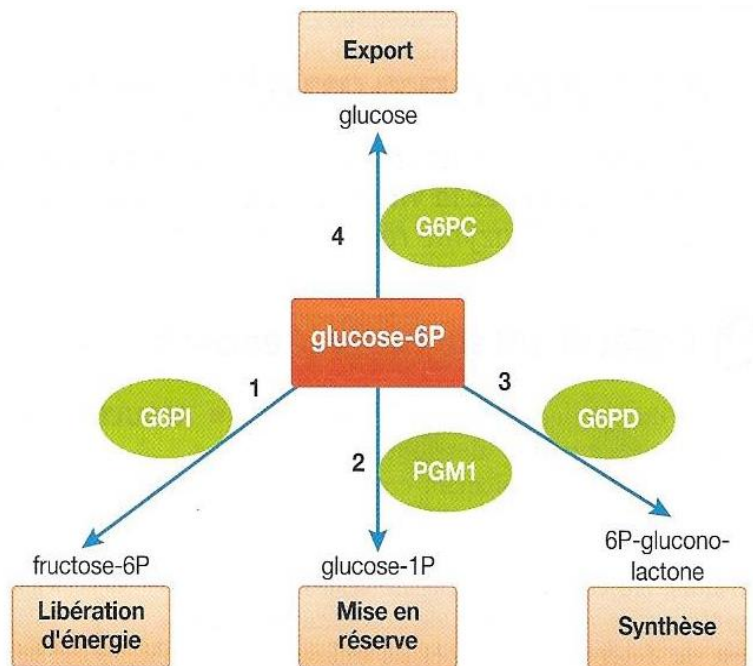 Export
glucose
G6PC
4
glucose-6P
1
3
G6PI
G6PD
2
PGM1
fructose-6P
glucose-1P
6P-glucono-
lactone
Libération
d'énergie
Mise en
réserve
Synthèse